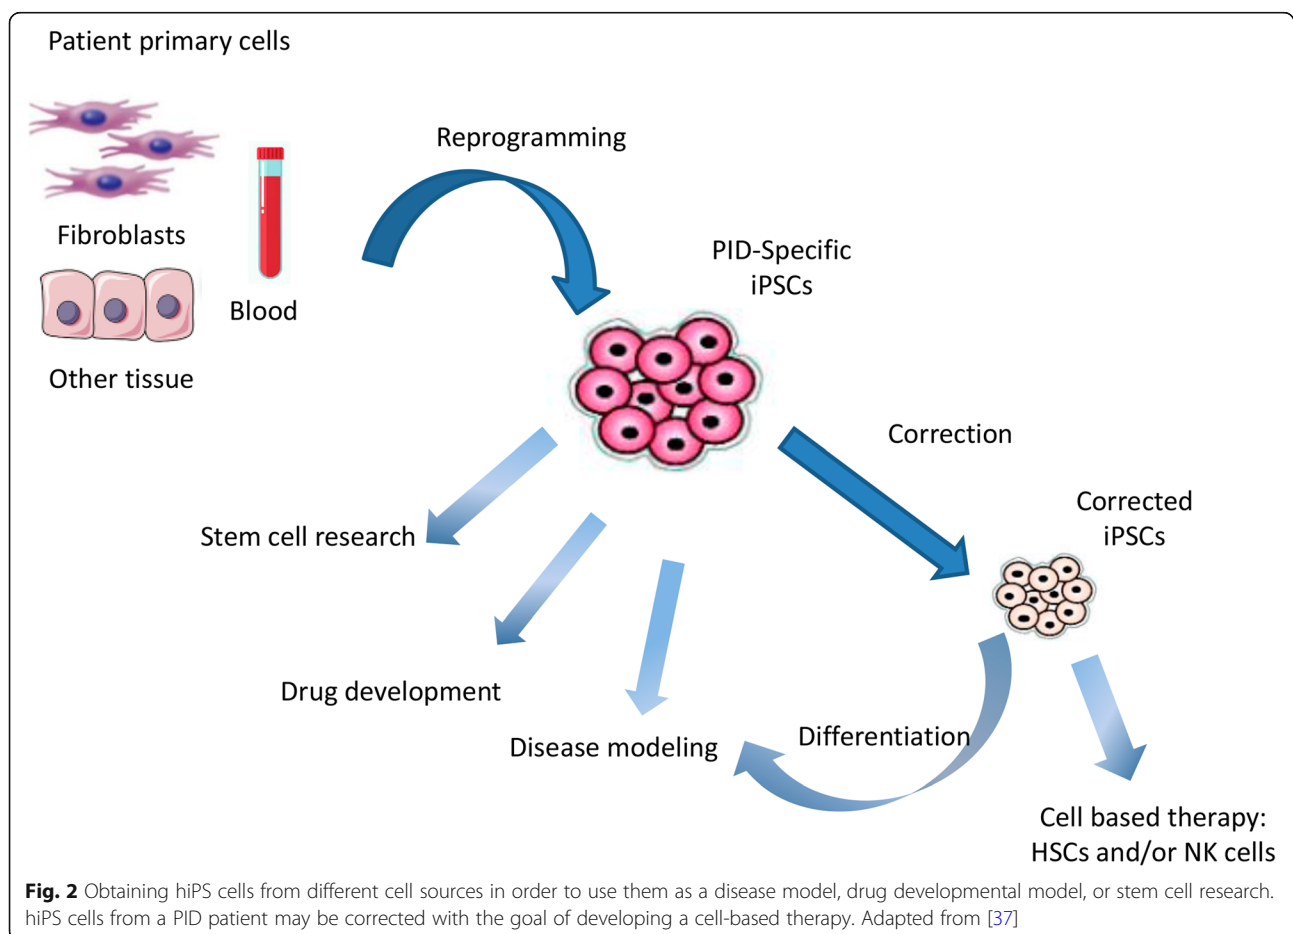 Patient primary cells
Reprogramming
Fibroblasts
Blood
Other tissue
PID-Specific
iPSCs
Correction
Corrected
iPSCs
Stem cell research
Drug development
Disease modeling
Differentiation
Cell based therapy:
HSCs and/or NK cells
Fig. 2 Obtaining hiPS cells from different cell sources in order to use them as a disease model, drug developmental model, or stem cell research.
hiPS cells from a PID patient may be corrected with the goal of developing a cell-based therapy. Adapted from [37]